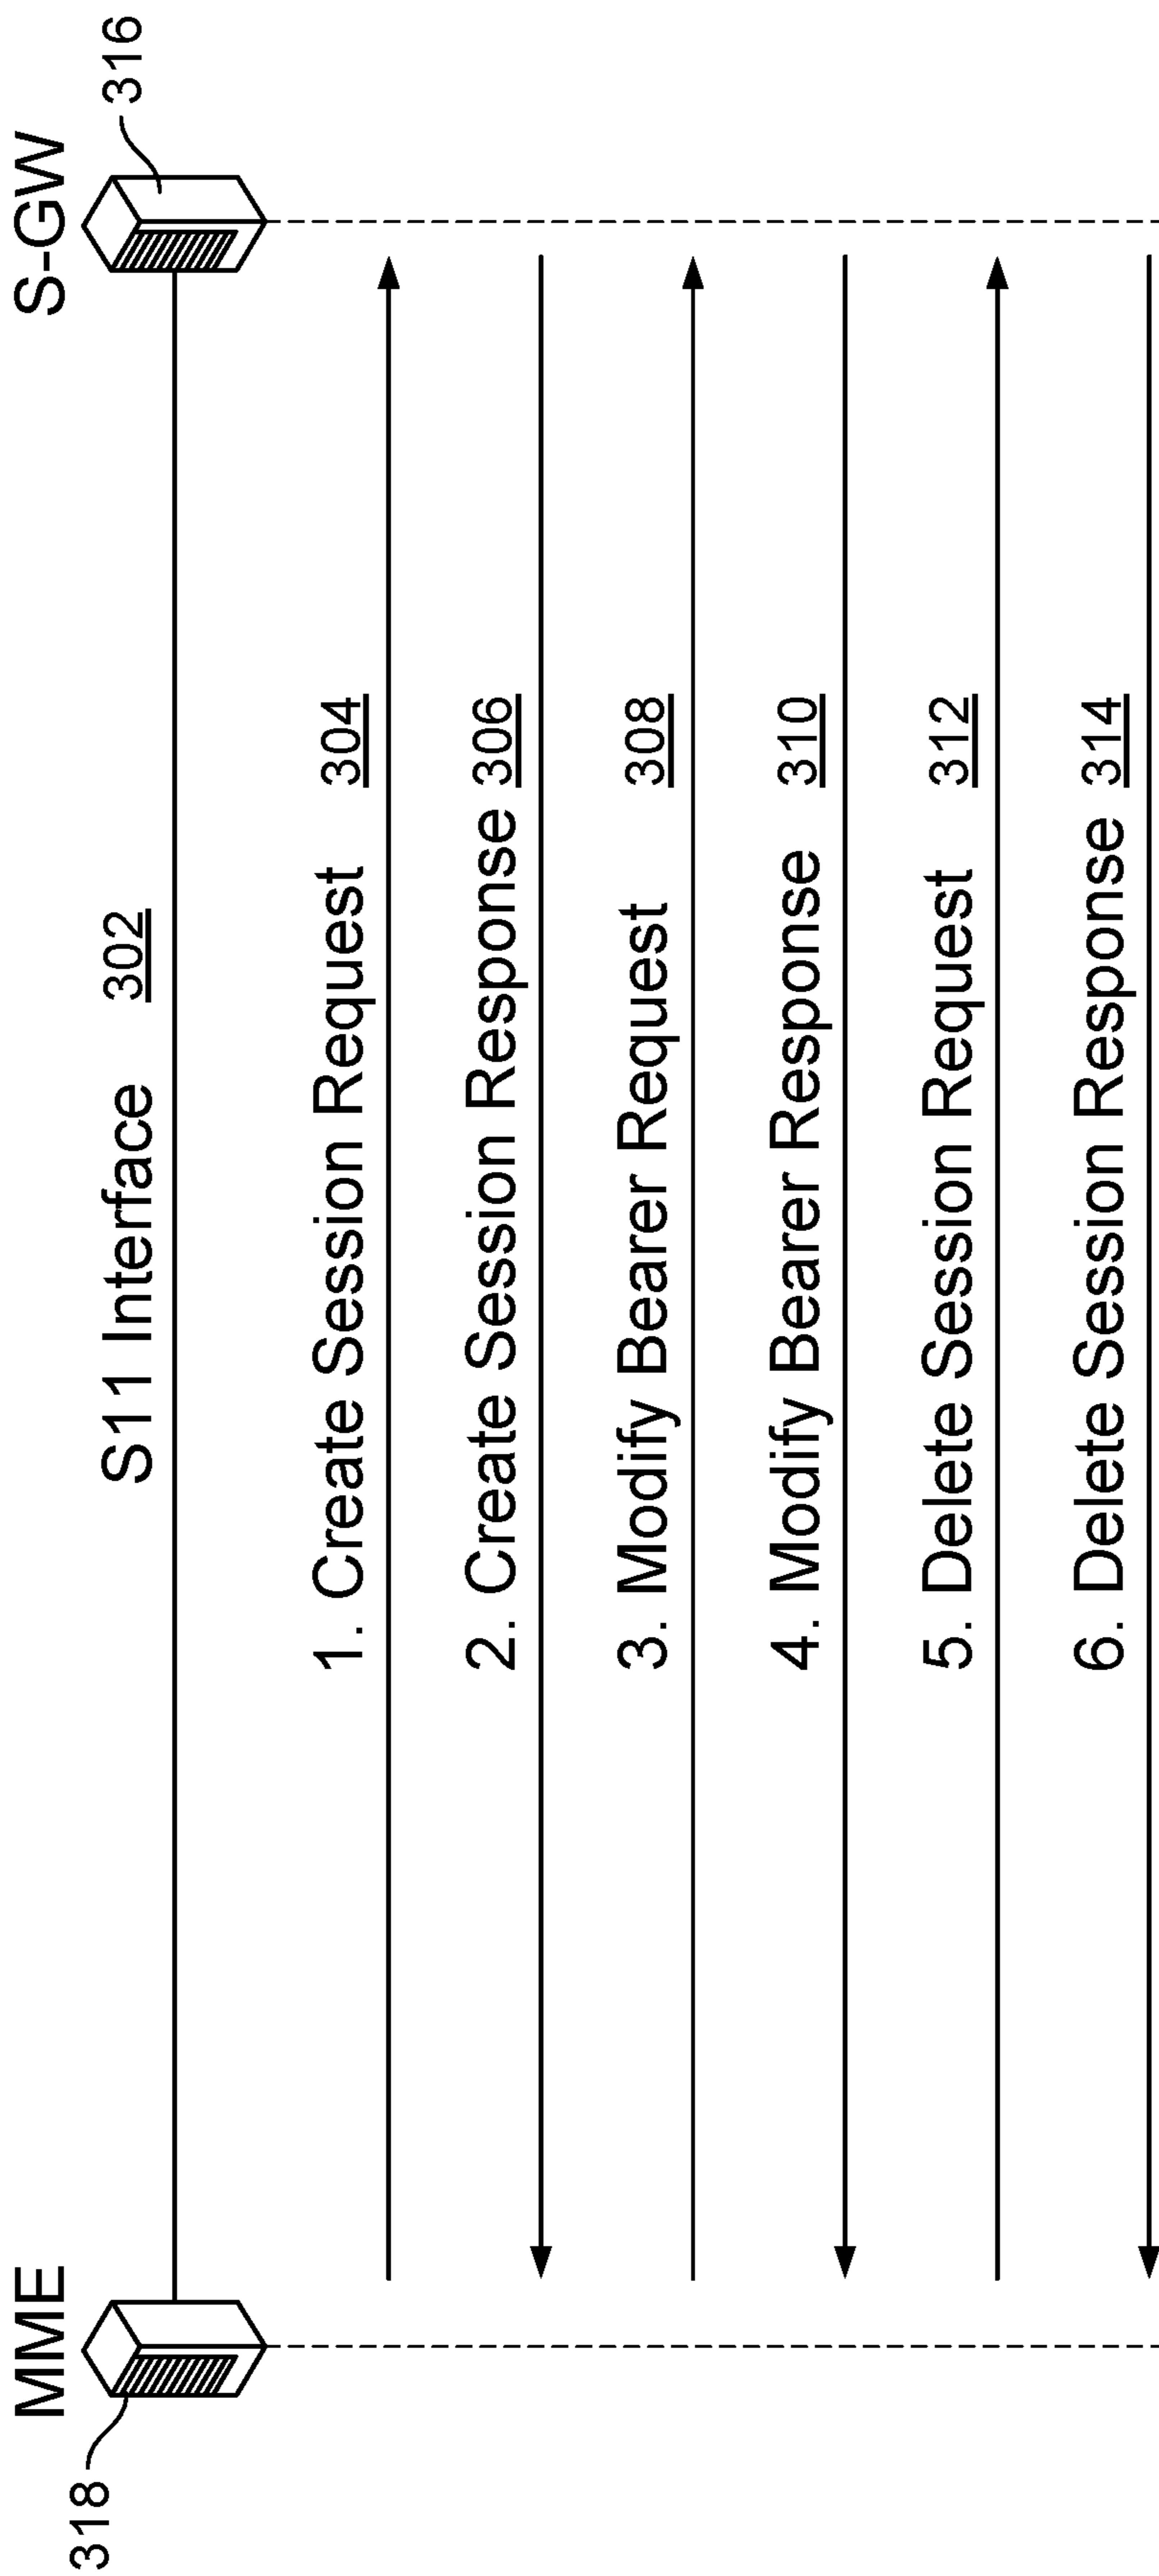 MME
S-GW
318
316
S11 Interface 302
1. Create Session Request 304
2. Create Session Response 306
3. Modify Bearer Request 308
4. Modify Bearer Response 310
5. Delete Session Request 312
6. Delete Session Response 314